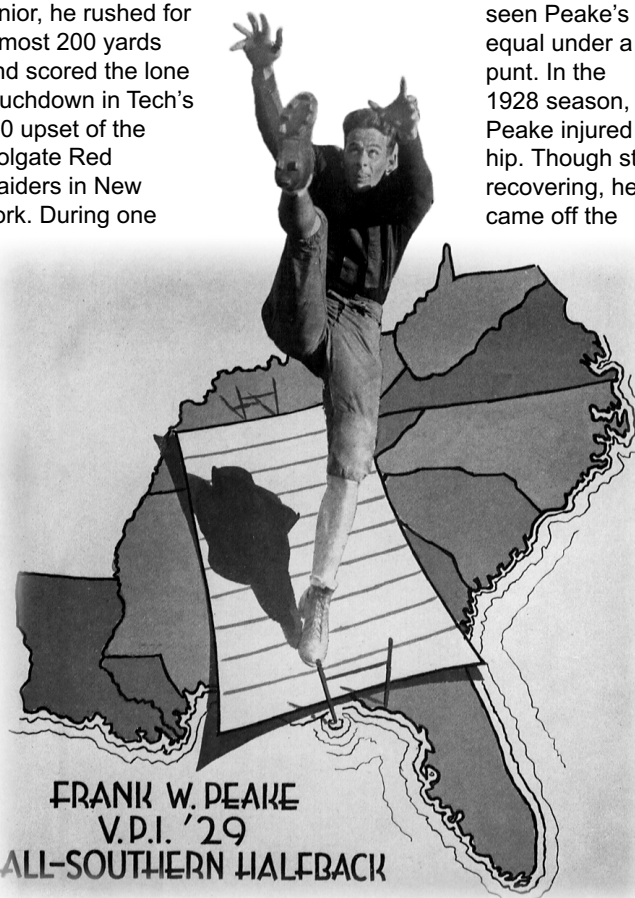 nior, he rushed for
most 200 yards
nd scored the lone
ouchdown in Tech's
0 upset of the
olgate Red
aiders in New
ork. During one
seen Peake's
equal under a
punt. In the
1928 season,
Peake injured
hip. Though st
recovering, he
came off the
FRANK W. PEAKE
V.P.I. '29
ALL-SOUTHERN HALFBACK